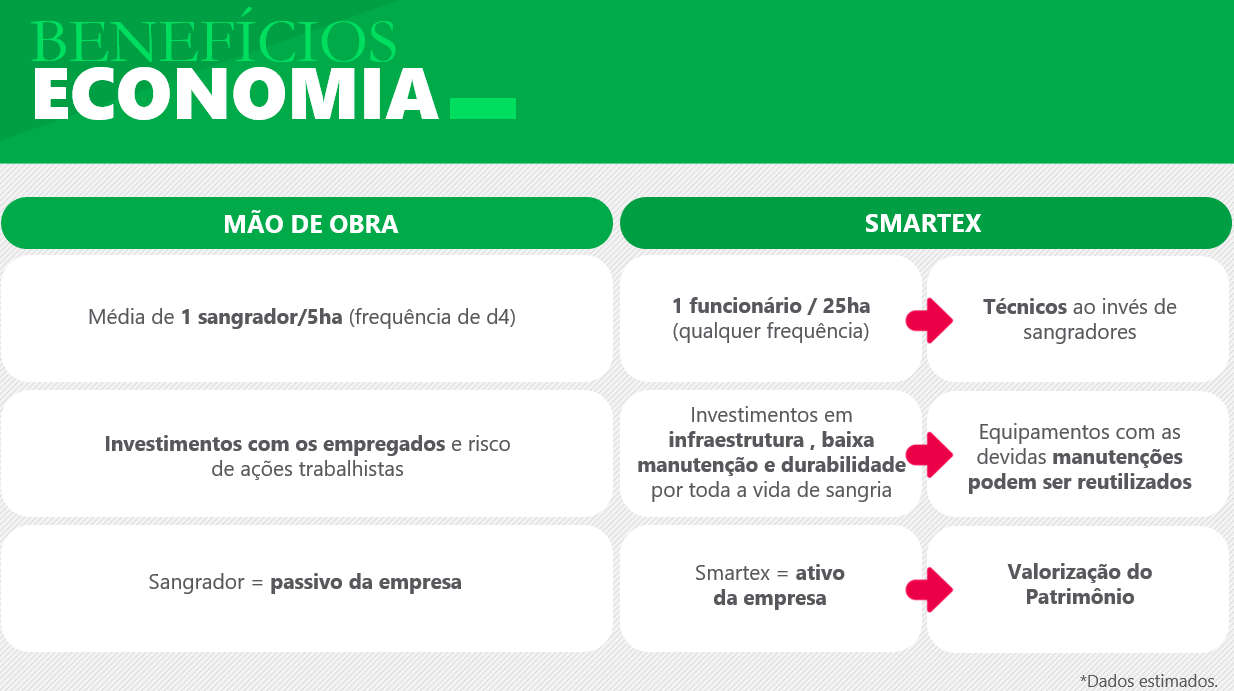 BENEFÍCIOS
ECONOMIA
MÃO DE OBRA
SMARTEX
Média de 1 sangrador/5ha (frequência de d4)
1 funcionário / 25ha
(qualquer frequência)
Técnicos ao invés de
sangradores
Investimentos com os empregados e risco
de ações trabalhistas
Investimentos em
infraestrutura , baixa
manutenção e durabilidade
por toda a vida de sangria
Equipamentos com as
devidas manutenções
podem ser reutilizados
Sangrador = passivo da empresa
Smartex = ativo
da empresa
Valorização do
Patrimônio
*Dados estimados.